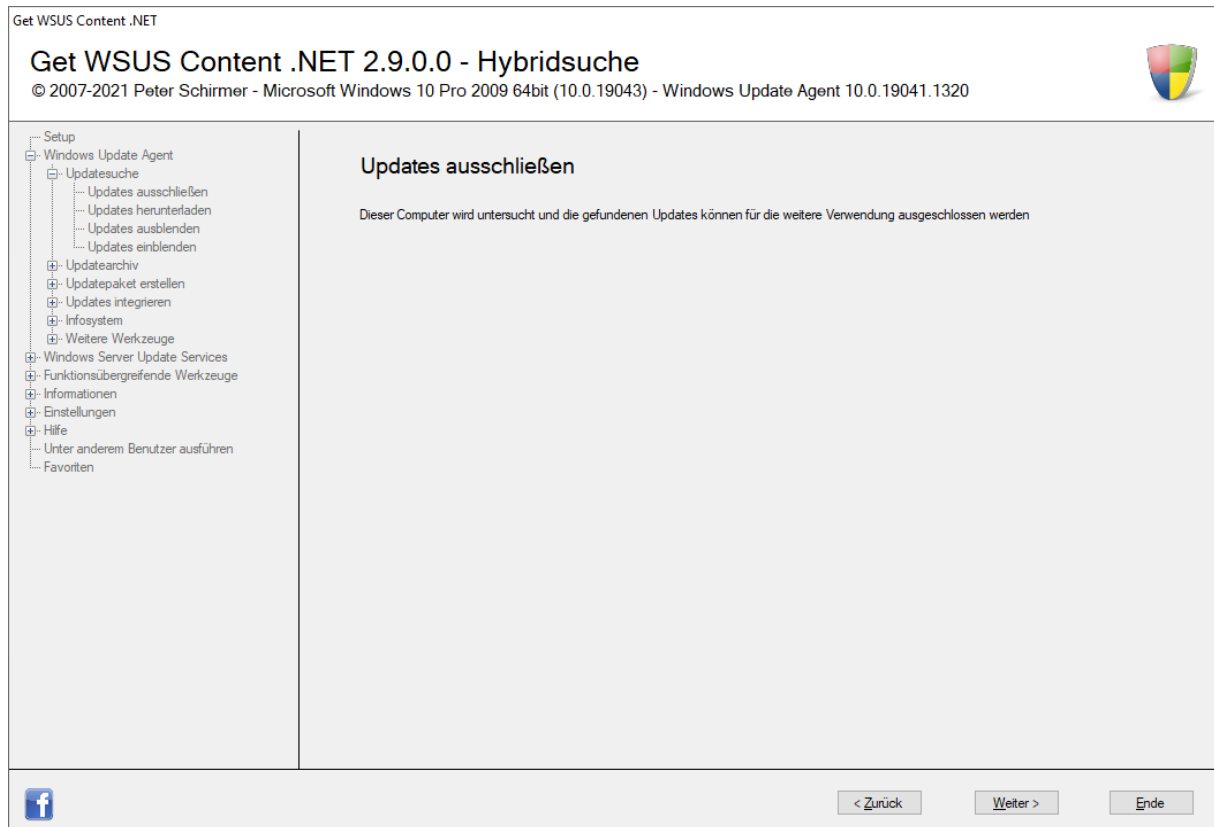 Get WSUS Content .NET
Get WSUS Content .NET 2.9.0.0 - Hybridsuche
© 2007-2021 Peter Schirmer - Microsoft Windows 10 Pro 2009 64bit (10.0.19043) - Windows Update Agent 10.0.19041.1320
Setup
Windows Update Agent
Updatesuche
Updates ausschließen
Updates herunterladen
Updates ausblenden
Updates einblenden
Updatearchiv
Updatepaket erstellen
Updates integrieren
Infosystem
Weitere Werkzeuge
Windows Server Update Services
Funktionsübergreifende Werkzeuge
Informationen
Einstellungen
Hilfe
Unter anderem Benutzer ausführen
Favoriten
Updates ausschließen
Dieser Computer wird untersucht und die gefundenen Updates können für die weitere Verwendung ausgeschlossen werden
f
< Zurück
Weiter >
Ende